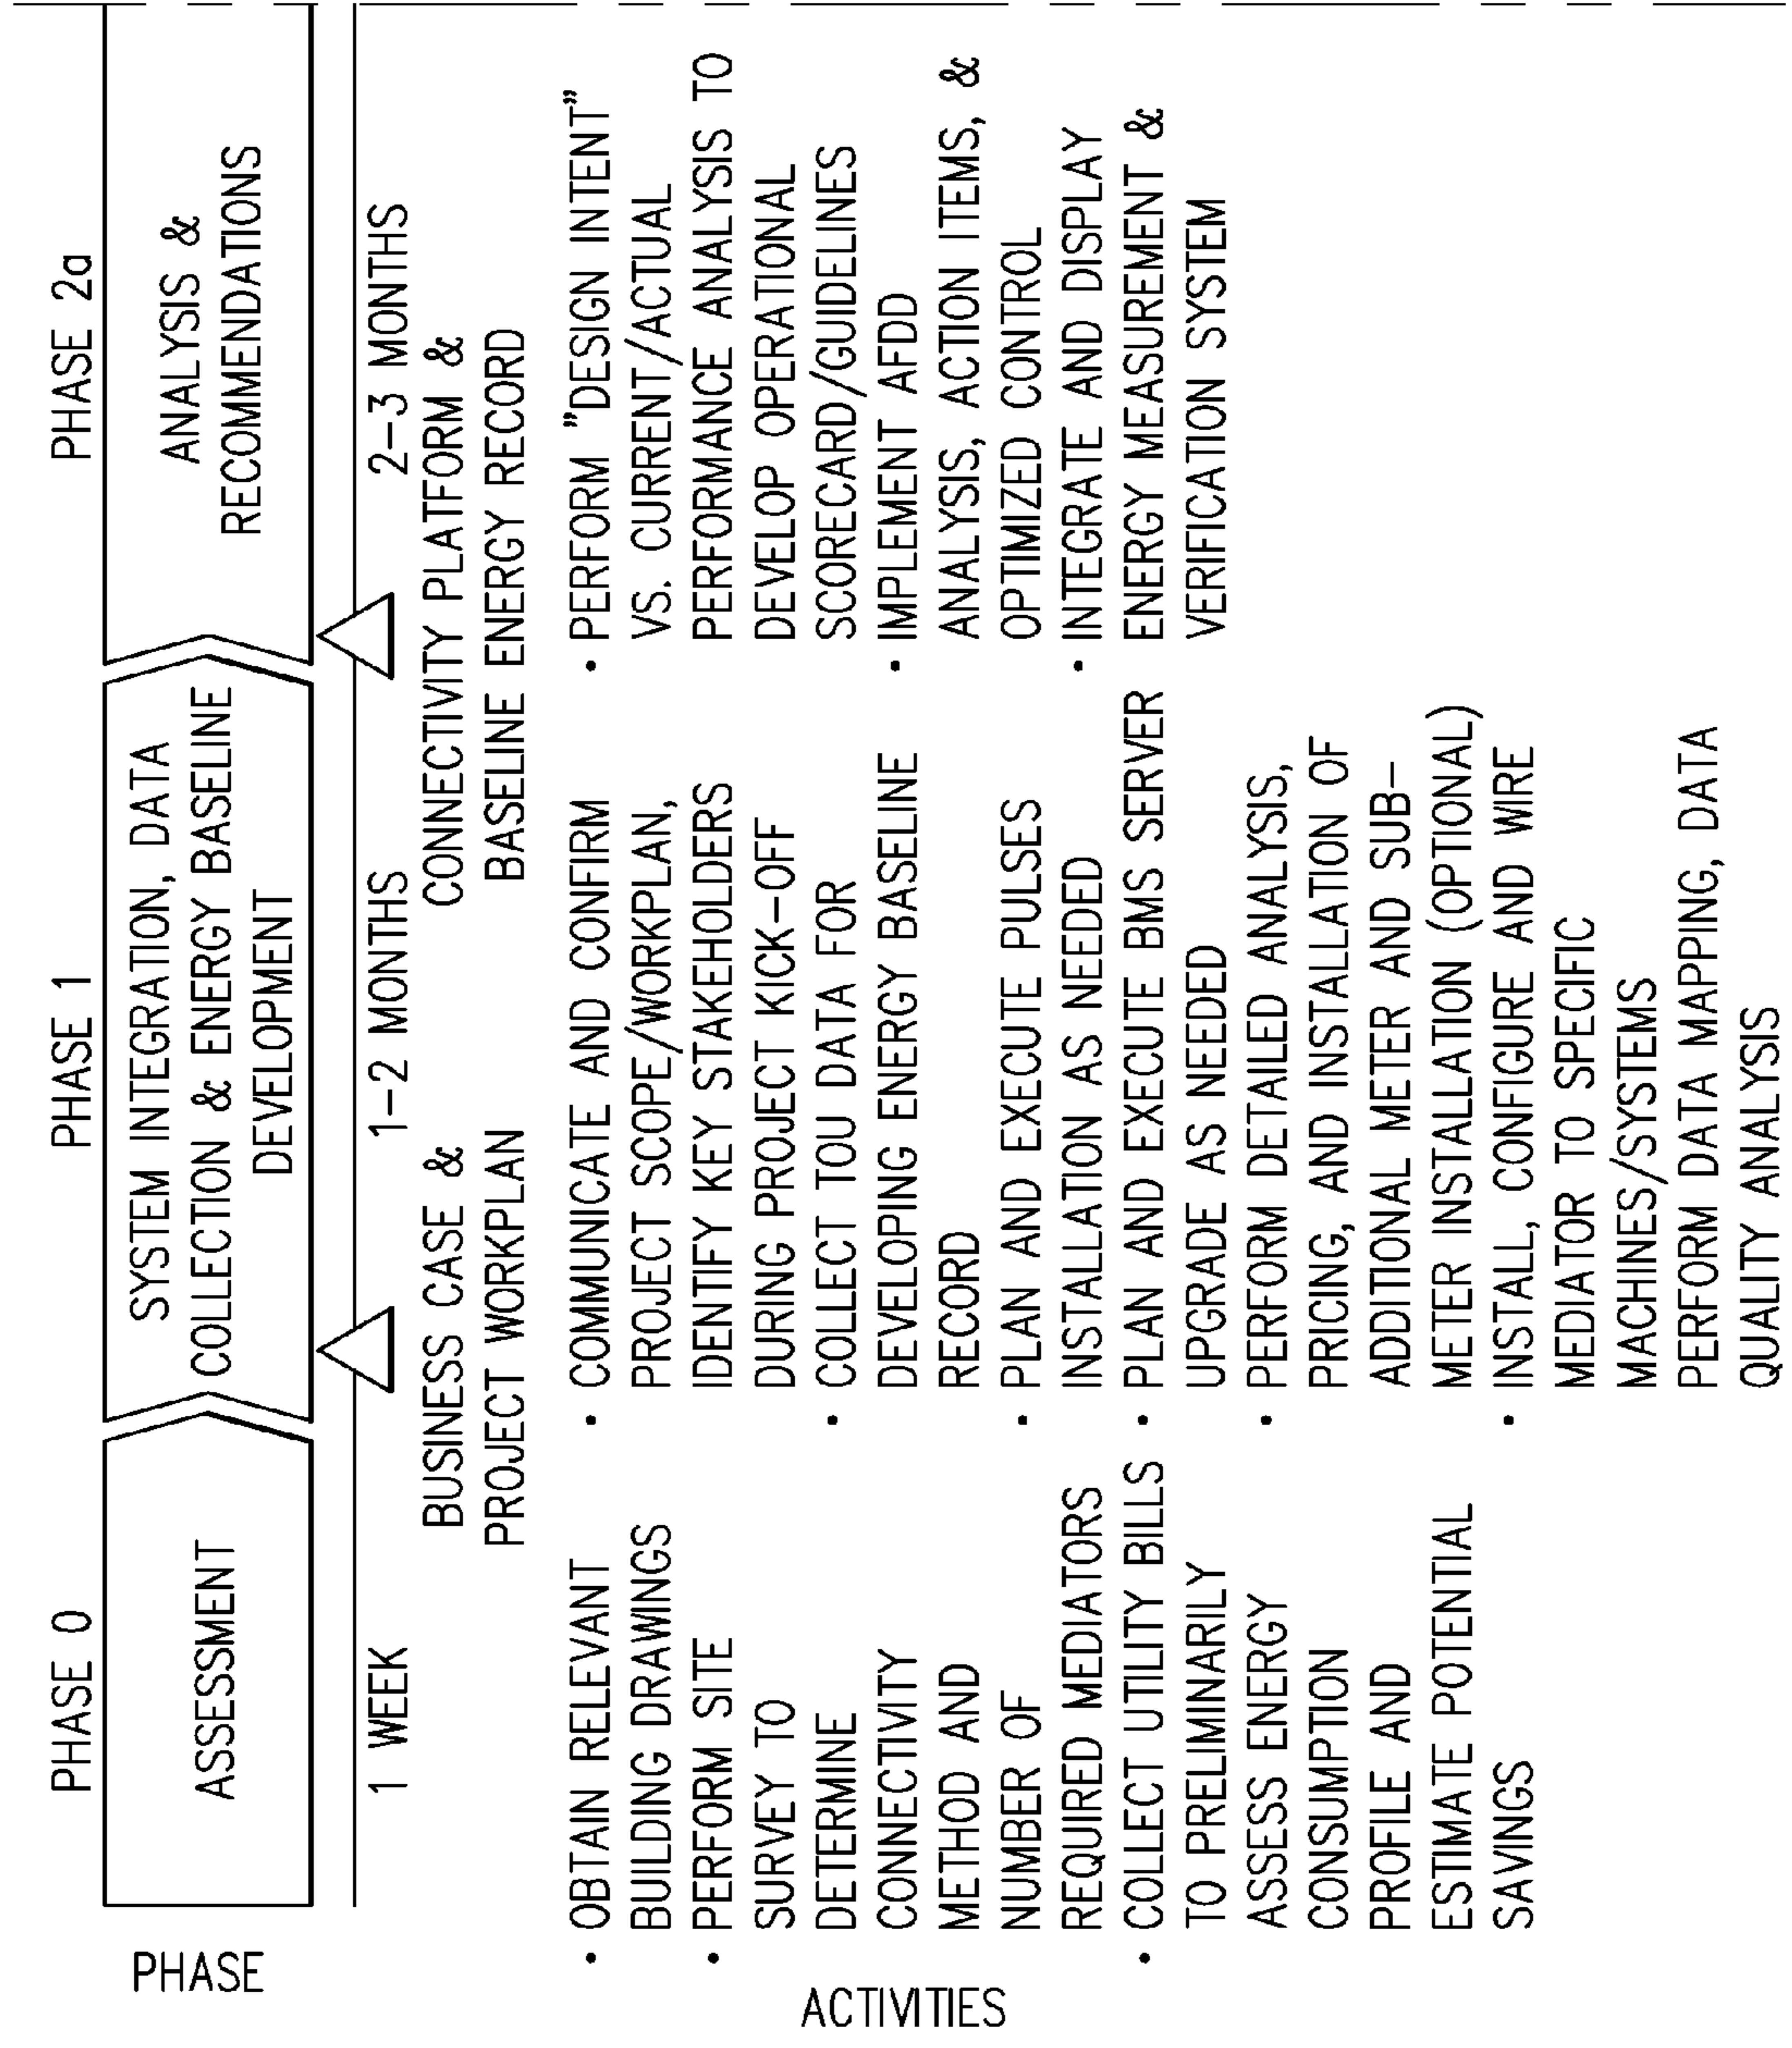 PHASE
PHASE 0
ASSESSMENT
1 WEEK
PHASE 1
SYSTEM INTEGRATION, DATA
COLLECTION & ENERGY BASELINE
DEVELOPMENT
1-2 MONTHS
PHASE 2a
ANALYSIS &
RECOMMENDATIONS
2-3 MONTHS
BUSINESS CASE &
PROJECT WORKPLAN
CONNECTIVITY PLATFORM &
BASELINE ENERGY RECORD
ACTIVITIES
• OBTAIN RELEVANT
BUILDING DRAWINGS
• PERFORM SITE
SURVEY TO
DETERMINE
CONNECTIVITY
METHOD AND
NUMBER OF
REQUIRED MEDIATORS
• COLLECT UTILITY BILLS
TO PRELIMINARILY
ASSESS ENERGY
CONSUMPTION
PROFILE AND
ESTIMATE POTENTIAL
SAVINGS
• COMMUNICATE AND CONFIRM
PROJECT SCOPE/WORKPLAN,
IDENTIFY KEY STAKEHOLDERS
DURING PROJECT KICK-OFF
• COLLECT TOU DATA FOR
DEVELOPING ENERGY BASELINE
RECORD
• PLAN AND EXECUTE PULSES
INSTALLATION AS NEEDED
• PLAN AND EXECUTE BMS SERVER
UPGRADE AS NEEDED
• PERFORM DETAILED ANALYSIS,
PRICING, AND INSTALLATION OF
ADDITIONAL METER AND SUB-
METER INSTALLATION (OPTIONAL)
• INSTALL, CONFIGURE AND WIRE
MEDIATOR TO SPECIFIC
MACHINES/SYSTEMS
PERFORM DATA MAPPING, DATA
QUALITY ANALYSIS
• PERFORM "DESIGN INTENT"
VS. CURRENT/ACTUAL
PERFORMANCE ANALYSIS TO
DEVELOP OPERATIONAL
SCORECARD/GUIDELINES
• IMPLEMENT AFDD
ANALYSIS, ACTION ITEMS, &
OPTIMIZED CONTROL
• INTEGRATE AND DISPLAY
ENERGY MEASUREMENT &
VERIFICATION SYSTEM